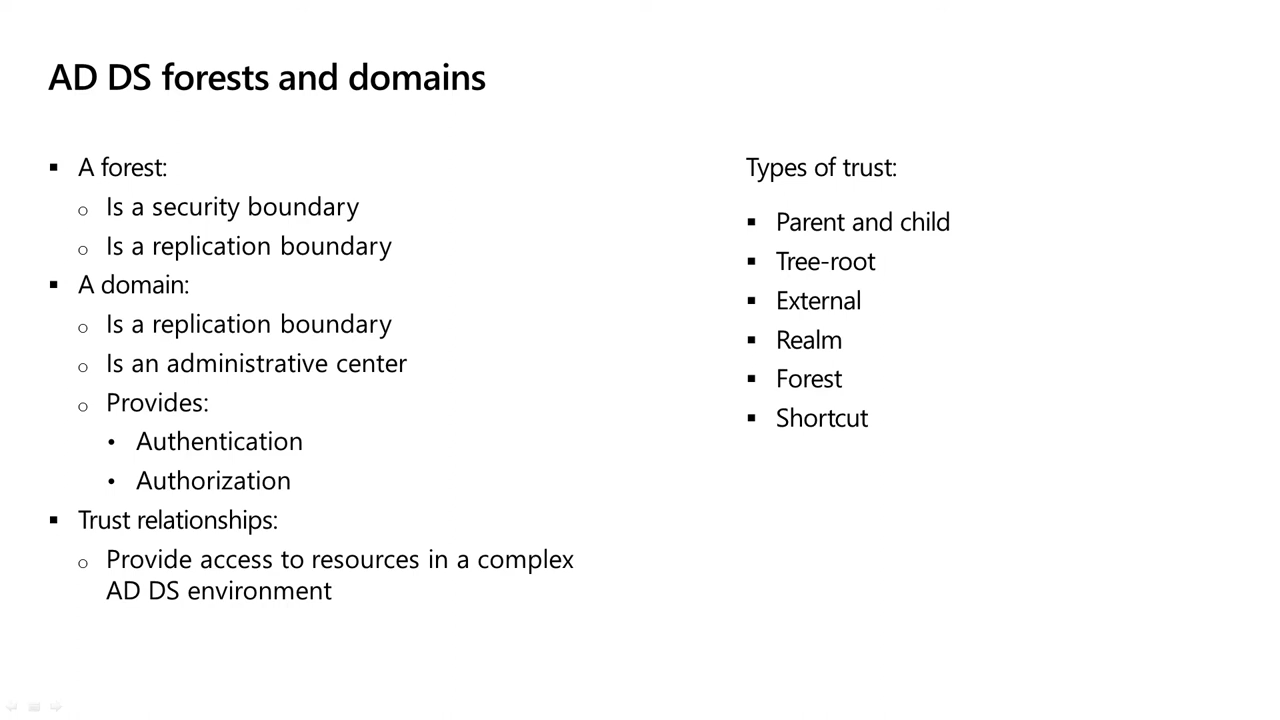 AD DS forests and domains
▪ A forest:
o Is a security boundary
o Is a replication boundary
▪ A domain:
o Is a replication boundary
o Is an administrative center
o Provides:
• Authentication
• Authorization
▪ Trust relationships:
o Provide access to resources in a complex
AD DS environment
Types of trust:
▪ Parent and child
▪ Tree-root
▪ External
▪ Realm
▪ Forest
▪ Shortcut